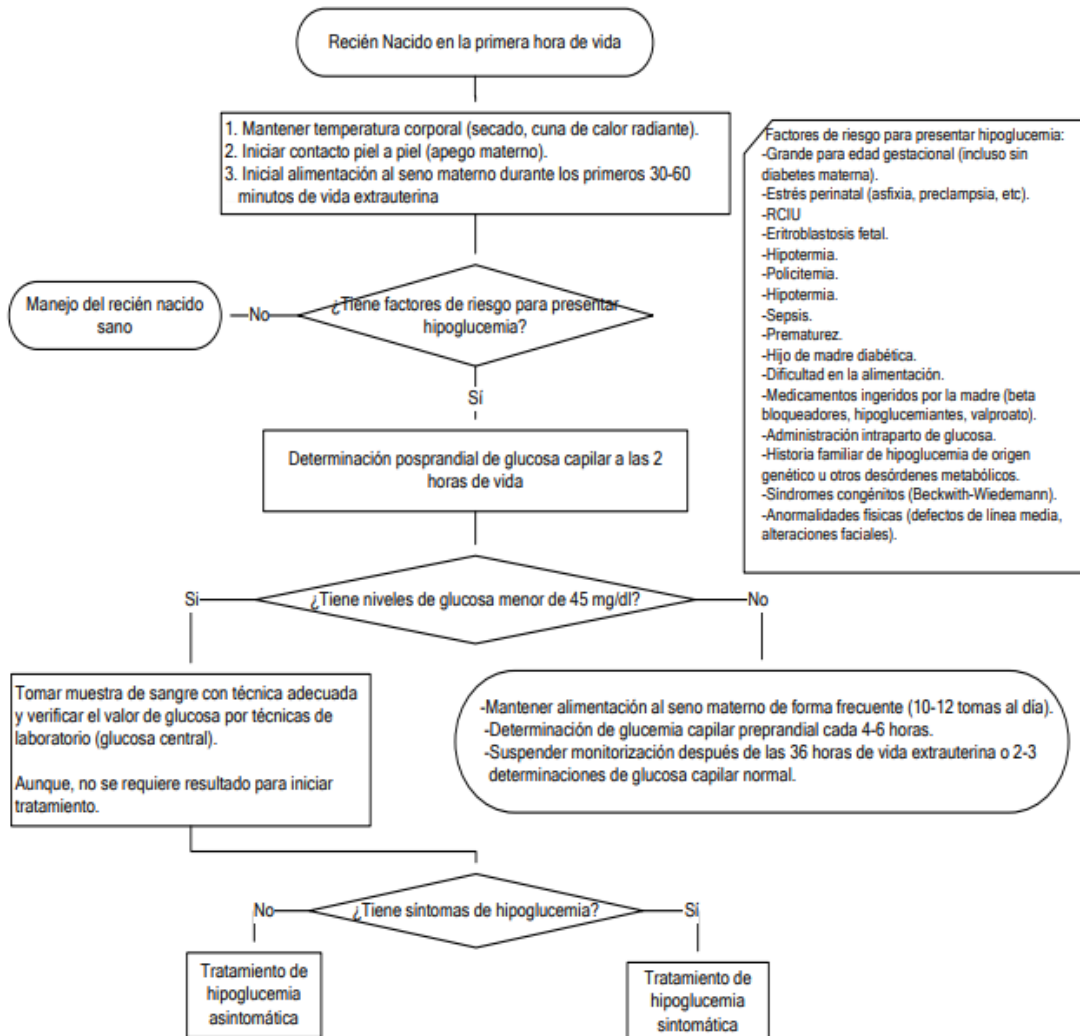 Recién Nacido en la primera hora de vida
1. Mantener temperatura corporal (secado, cuna de calor radiante).
2. Iniciar contacto piel a piel (apego materno).
3. Inicial alimentación al seno materno durante los primeros 30-60
minutos de vida extrauterina
Factores de riesgo para presentar hipoglucemia:
-Grande para edad gestacional (incluso sin
diabetes materna).
-Estrés perinatal (asfixia, preclampsia, etc).
-RCIU
-Eritroblastosis fetal.
-Hipotermia.
-Policitemia.
-Hipotermia.
-Sepsis.
-Prematurez.
-Hijo de madre diabética.
-Dificultad en la alimentación.
-Medicamentos ingeridos por la madre (beta
bloqueadores, hipoglucemiantes, valproato).
-Administración intraparto de glucosa.
-Historia familiar de hipoglucemia de origen
genético u otros desórdenes metabólicos.
-Síndromes congénitos (Beckwith-Wiedemann).
-Anormalidades físicas (defectos de línea media,
alteraciones faciales).
¿Tiene factores de riesgo para presentar
hipoglucemia?
No
Manejo del recién nacido
sano
Sí
Determinación posprandial de glucosa capilar a las 2
horas de vida
¿Tiene niveles de glucosa menor de 45 mg/dl?
Si
No
Tomar muestra de sangre con técnica adecuada
y verificar el valor de glucosa por técnicas de
laboratorio (glucosa central).
Aunque, no se requiere resultado para iniciar
tratamiento.
-Mantener alimentación al seno materno de forma frecuente (10-12 tomas al día).
-Determinación de glucemia capilar preprandial cada 4-6 horas.
-Suspender monitorización después de las 36 horas de vida extrauterina o 2-3
determinaciones de glucosa capilar normal.
¿Tiene síntomas de hipoglucemia?
No
Sí
Tratamiento de
hipoglucemia
asintomática
Tratamiento de
hipoglucemia
sintomática